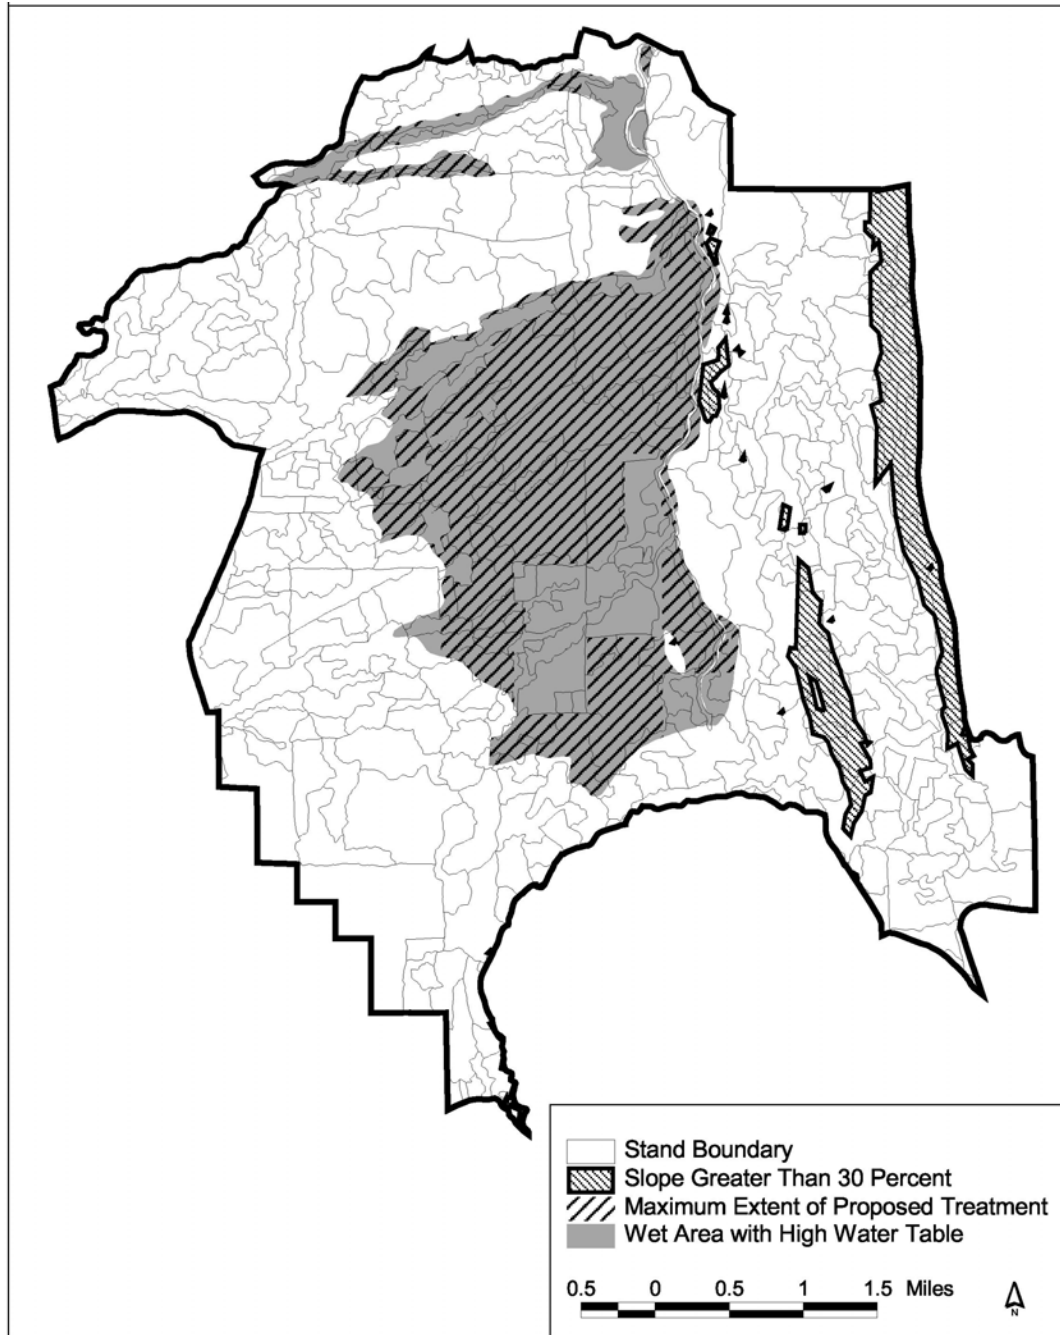 Stand Boundary
Slope Greater Than 30 Percent
Maximum Extent of Proposed Treatment
Wet Area with High Water Table
0.5 0 0.5 1 1.5 Miles
N